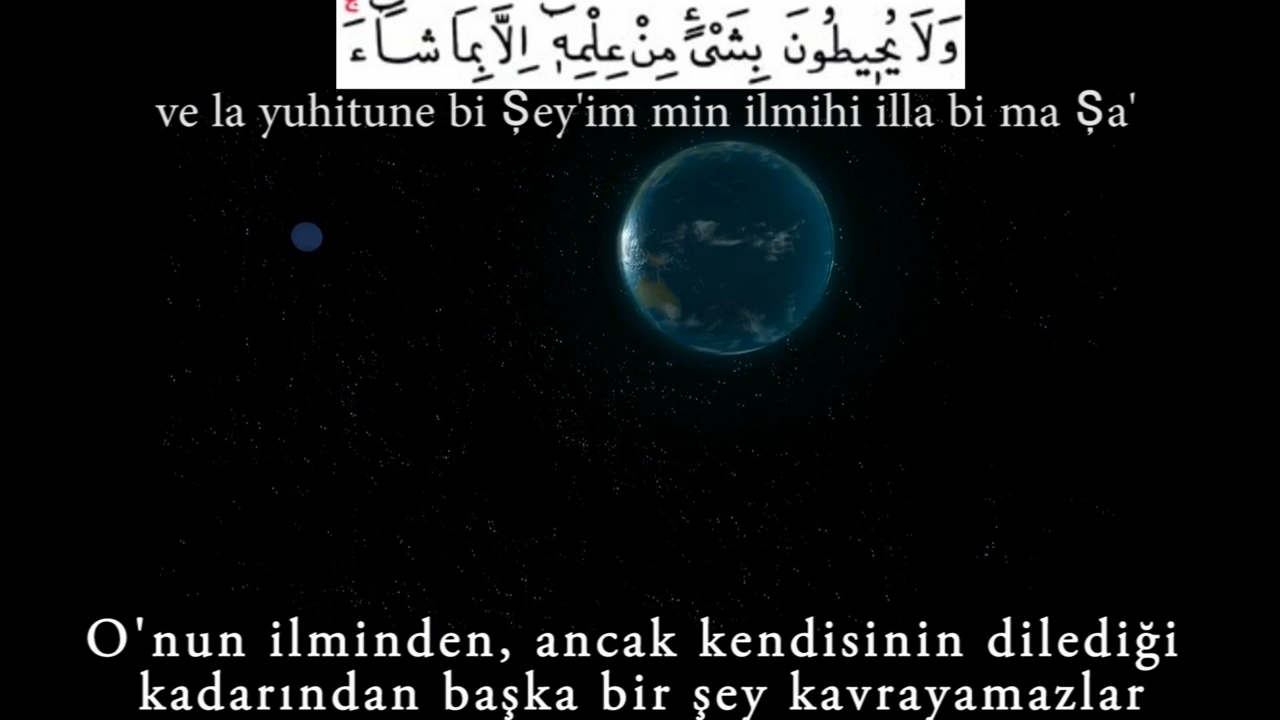 وَلَا يُحٖيطُونَ بِشَىْءٍ مِنْ عِلْمِهٖٓ اِلَّا بِمَا شَٓاءَ
ve la yuhitune bi Şey'im min ilmihi illa bi ma Şa'
O'nun ilminden, ancak kendisinin dilediği
kadarından başka bir şey kavrayamazlar